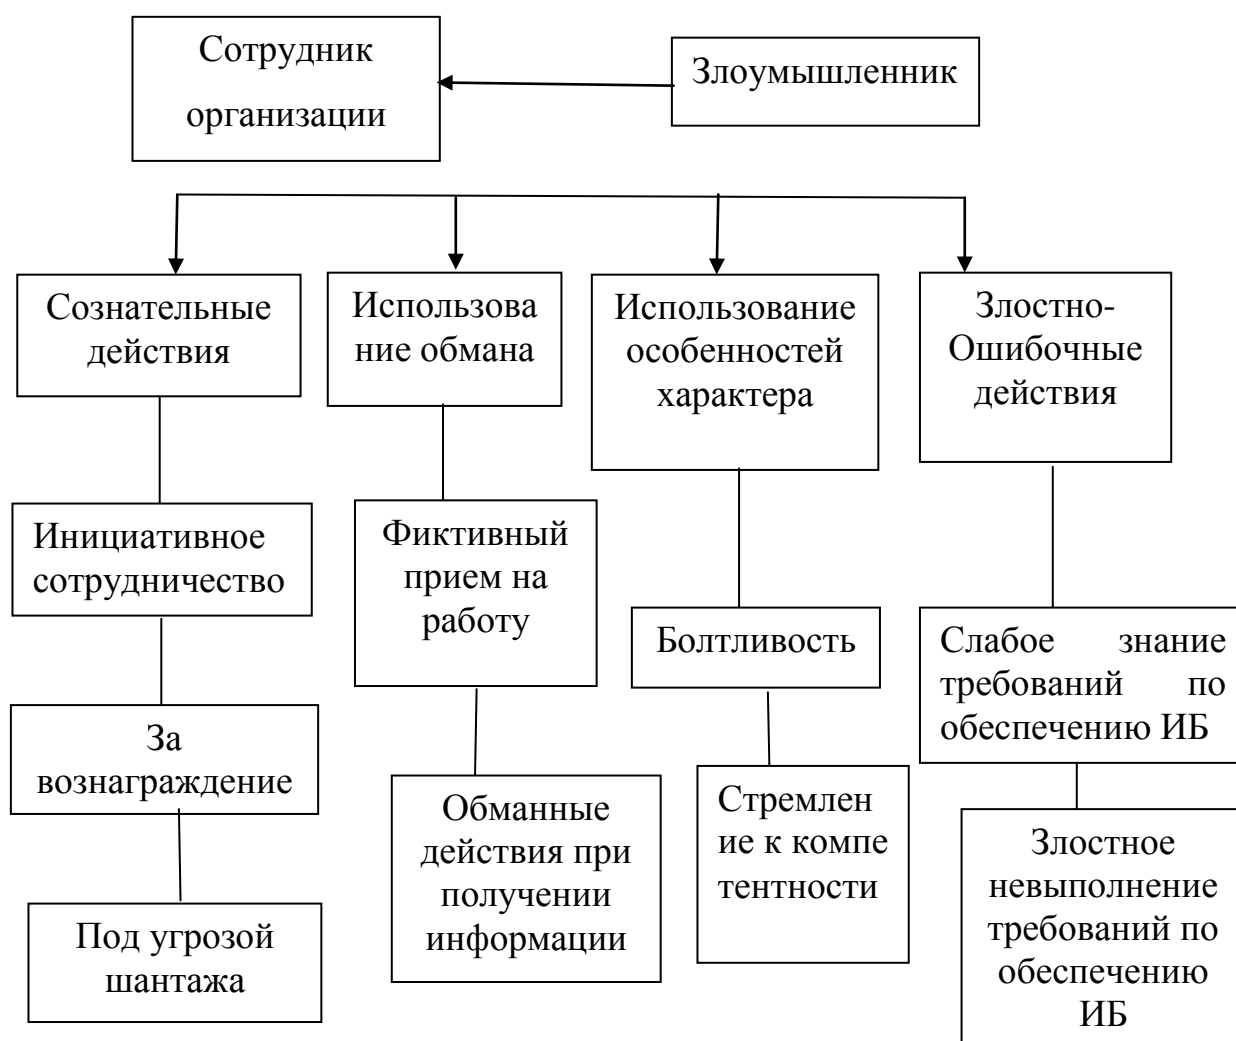 Сотрудник
организации
Злоумышленник
Сознательные
действия
Использова
ние обмана
Использование
особенностей
характера
Злостно-
Ошибочные
действия
Инициативное
сотрудничество
Фиктивный
прием на
работу
Болтливость
Слабое знание
требований по
обеспечению ИБ
За
вознаграждение
Обманные
действия при
получении
информации
Стремлен
ие к компе
тентности
Злостное
невыполнение
требований по
обеспечению
ИБ
Под угрозой
шантажа